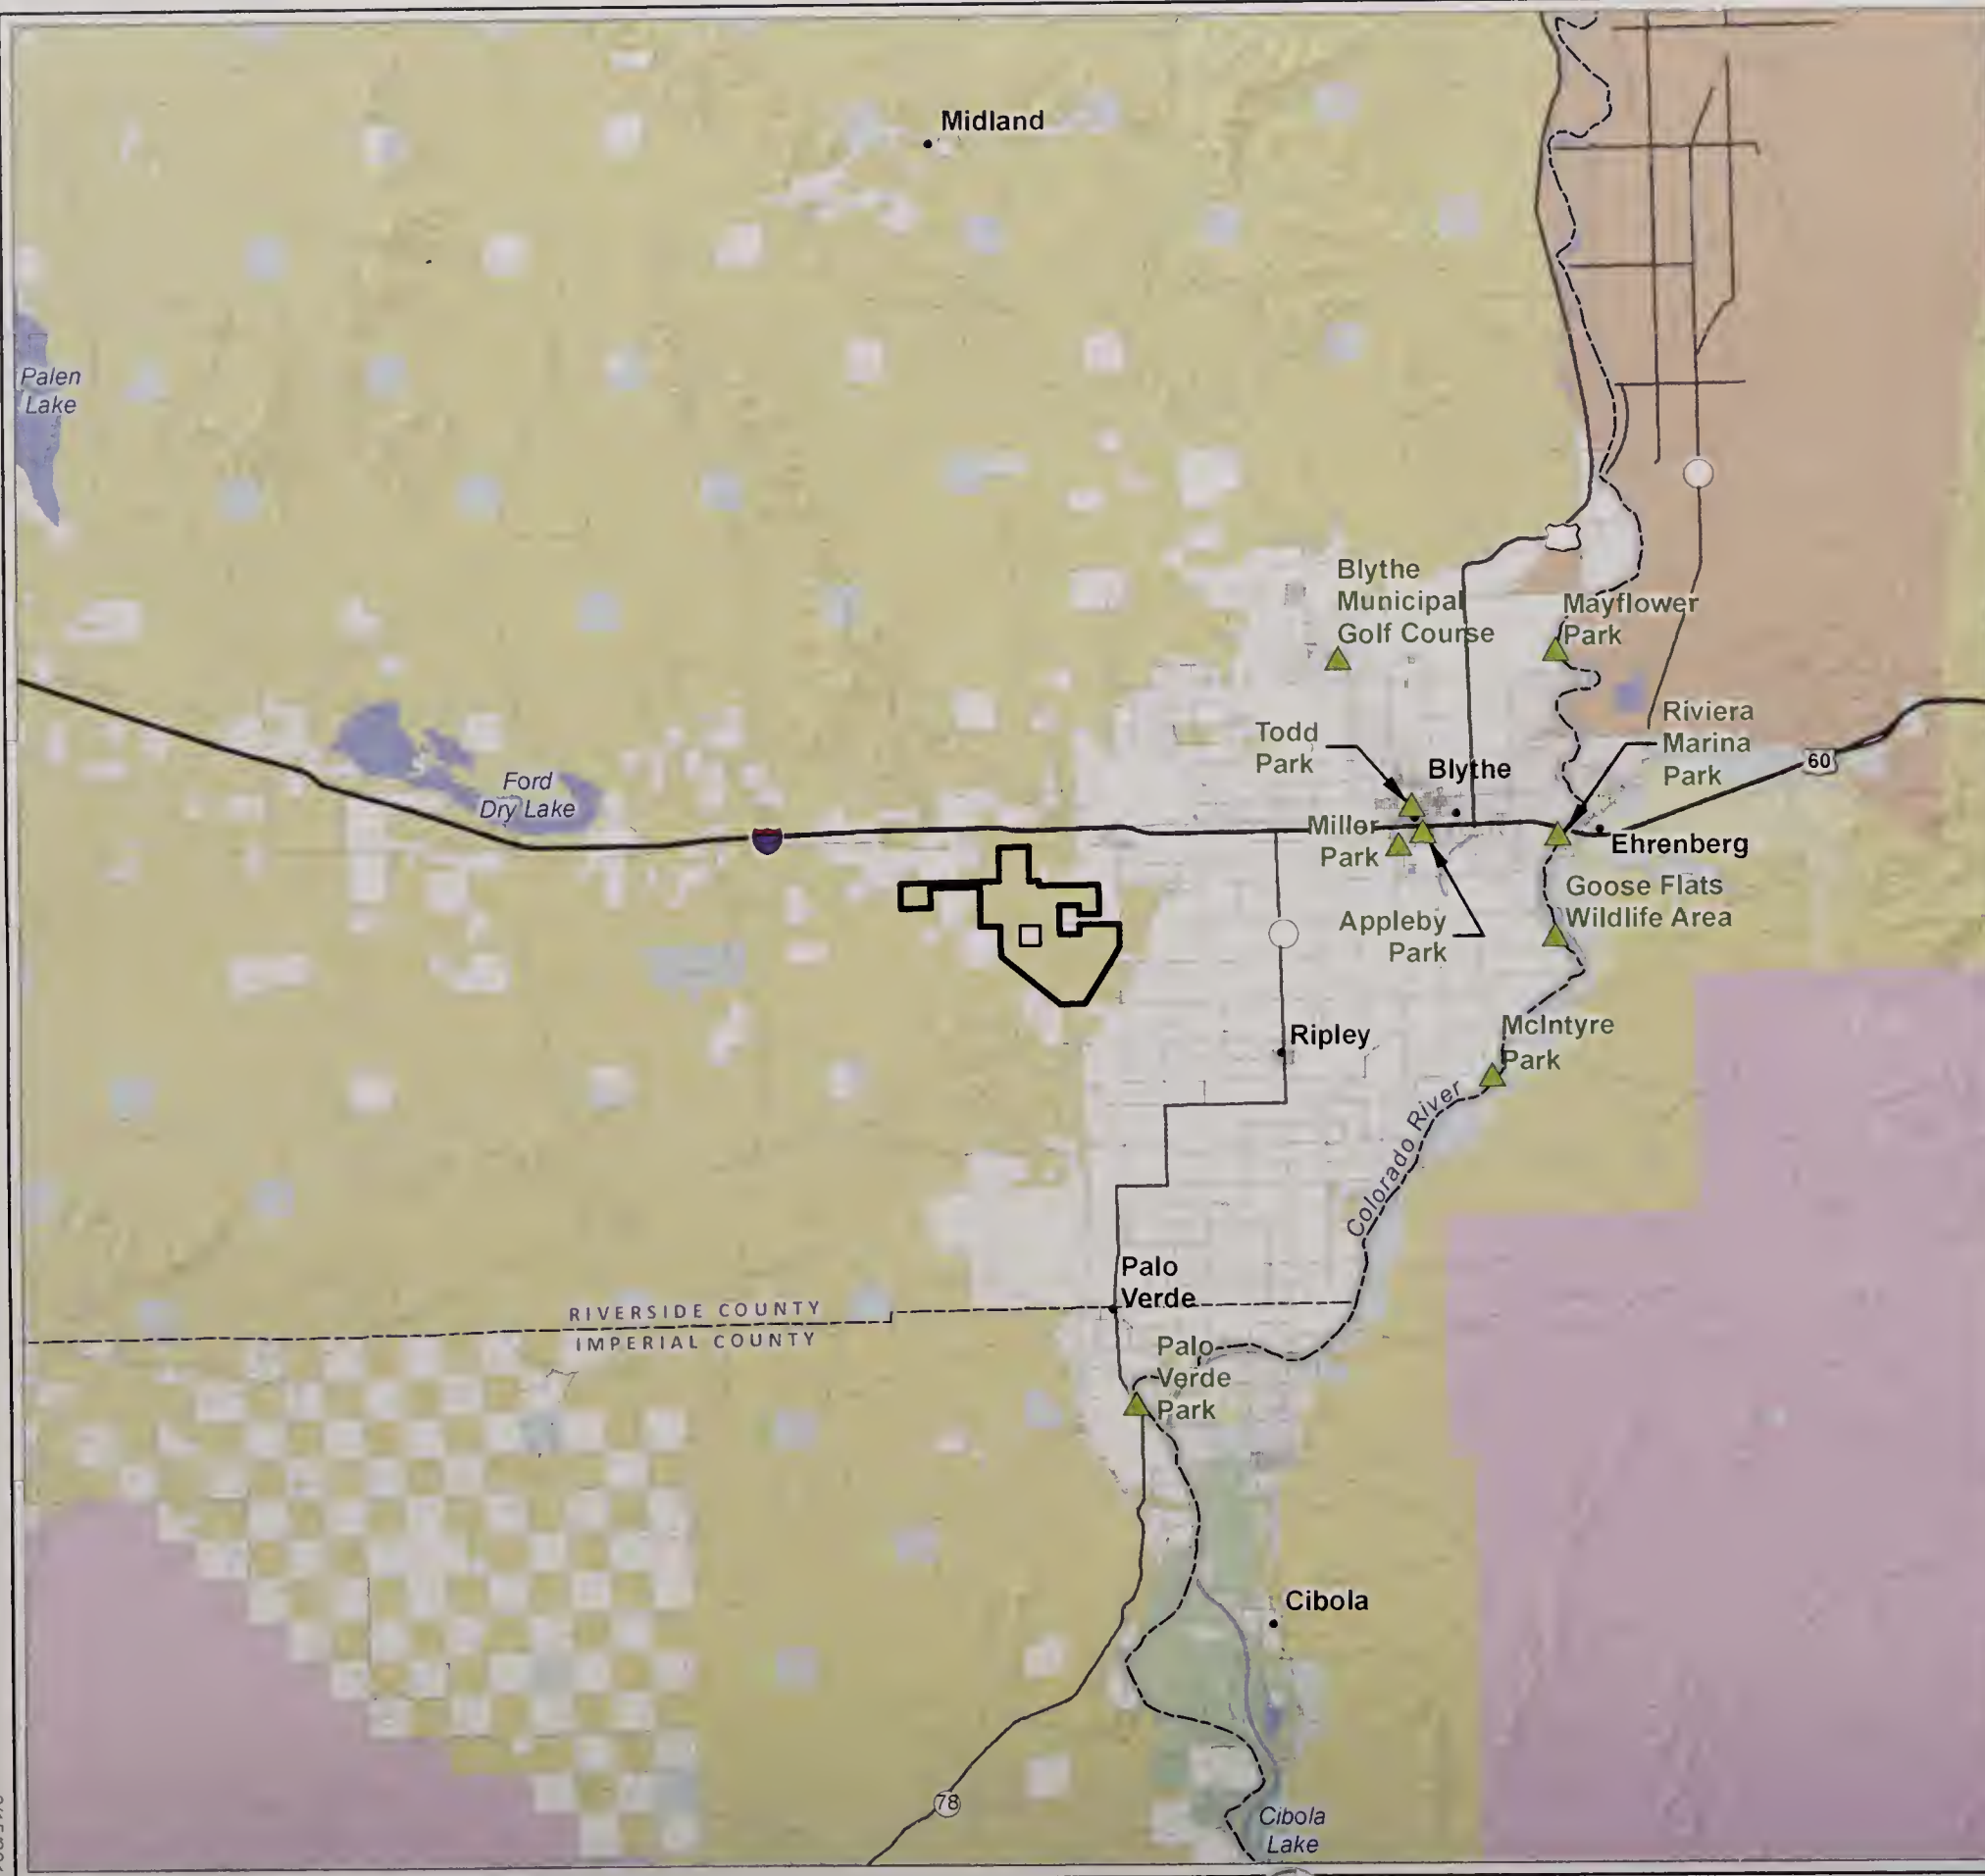 Midland
Palen
Lake
Blythe
Municipal
Golf Course
Mayflower
Park
Riviera
Marina
Park
Todd
Park
Blythe
60
Ford
Dry Lake
Miller
Park
Ehrenberg
Goose Flats
Wildlife Area
Appleby
Park
McIntyre
Park
Ripley
Colorado River
Palo
Verde
RIVERSIDE COUNTY
IMPERIAL COUNTY
Palo
Verde
Park
Cibola
78
Cibola
Lake